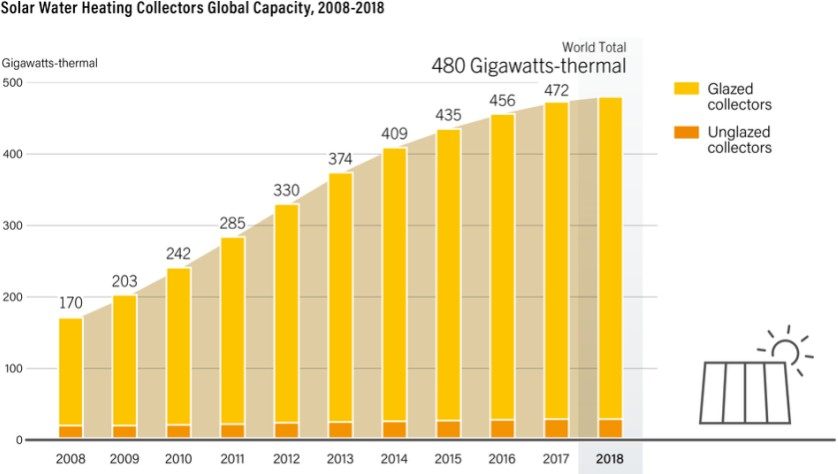 Solar Water Heating Collectors Global Capacity, 2008-2018
World Total
Gigawatts-thermal
480 Gigawatts-thermal
500
400
300
200
100
0
170
203
242
285
330
374
409
435
456
472
Glazed
collectors
Unglazed
collectors
2008 2009 2010 2011 2012 2013 2014 2015 2016 2017 2018